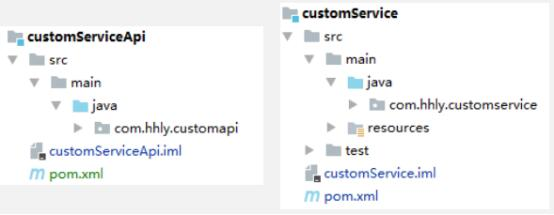 customServiceApi
src
main
java
com.hhly.customapi
customServiceApi.iml
pom.xml
customService
src
main
java
com.hhly.customservice
resources
test
customService.iml
pom.xml